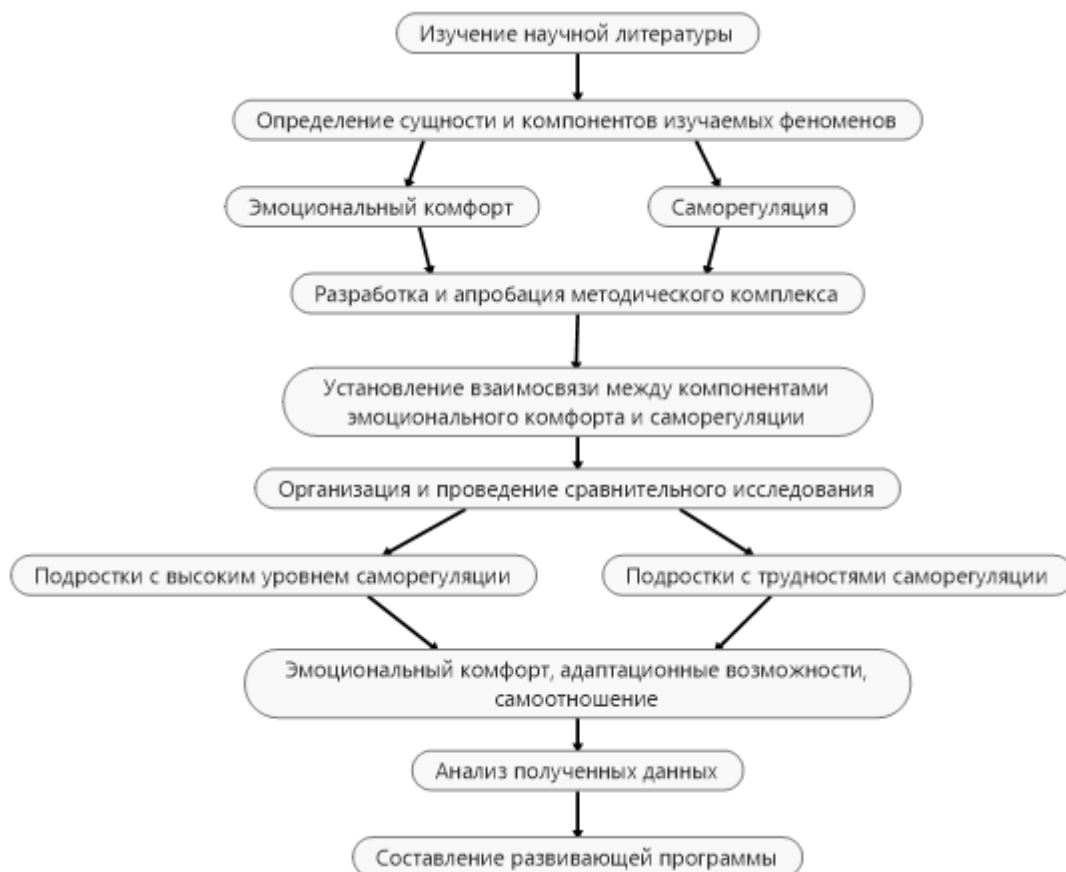 Изучение научной литературы
Определение сущности и компонентов изучаемых феноменов
Эмоциональный комфорт
Саморегуляция
Разработка и апробация методического комплекса
Установление взаимосвязи между компонентами
эмоционального комфорта и саморегуляции
Организация и проведение сравнительного исследования
Подростки с высоким уровнем саморегуляции
Подростки с трудностями саморегуляции
Эмоциональный комфорт, адаптационные возможности,
самоотношение
Анализ полученных данных
Составление развивающей программы